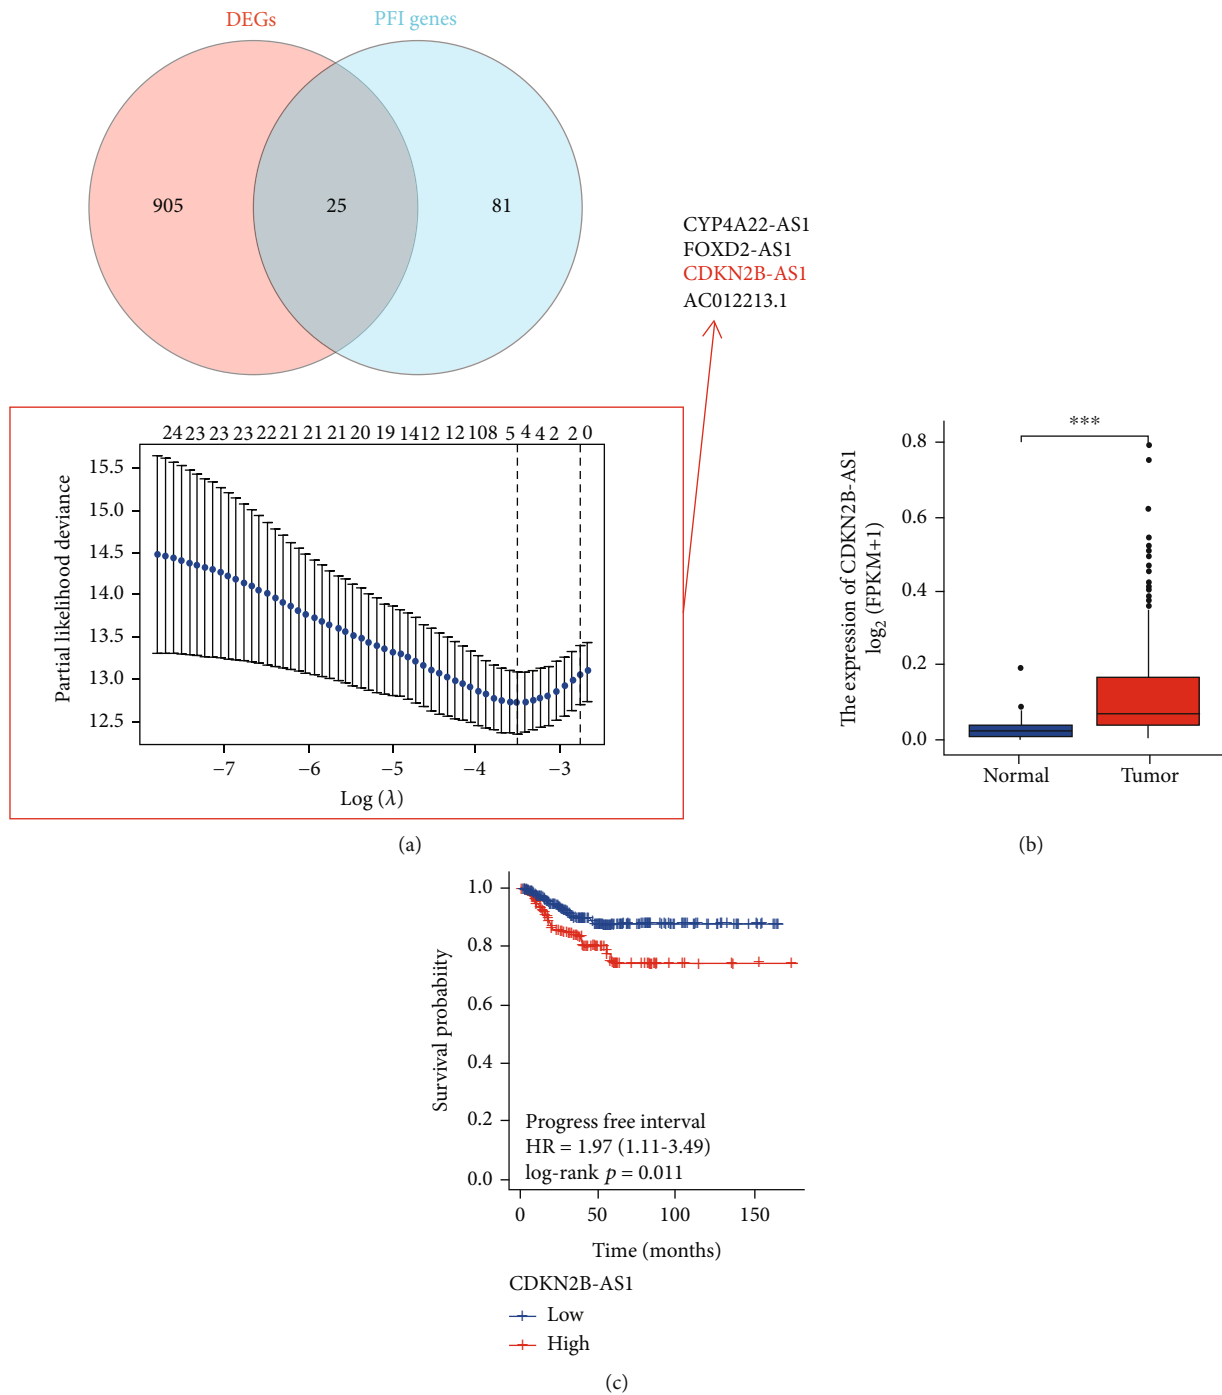 DEGs
PFI genes
905
25
81
CYP4A22-AS1
FOXD2-AS1
CDKN2B-AS1
AC012213.1
24 23 23 23 22 21 21 21 20 19 14 12 12 10 8 5 4 4 2 2 0
Partial likelihood deviance
15.5
15.0
14.5
14.0
13.5
13.0
12.5
−7
−6
−5
−4
−3
Log (λ)
(a)
The expression of CDKN2B-AS1
log2 (FPKM+1)
0.8
0.6
0.4
0.2
0.0
***
Normal
Tumor
(b)
Survival probabiity
1.0
0.8
0.6
0.4
0.2
0.0
Progress free interval
HR = 1.97 (1.11-3.49)
log-rank p = 0.011
0
50
100
150
Time (months)
CDKN2B-AS1
Low
High
(c)